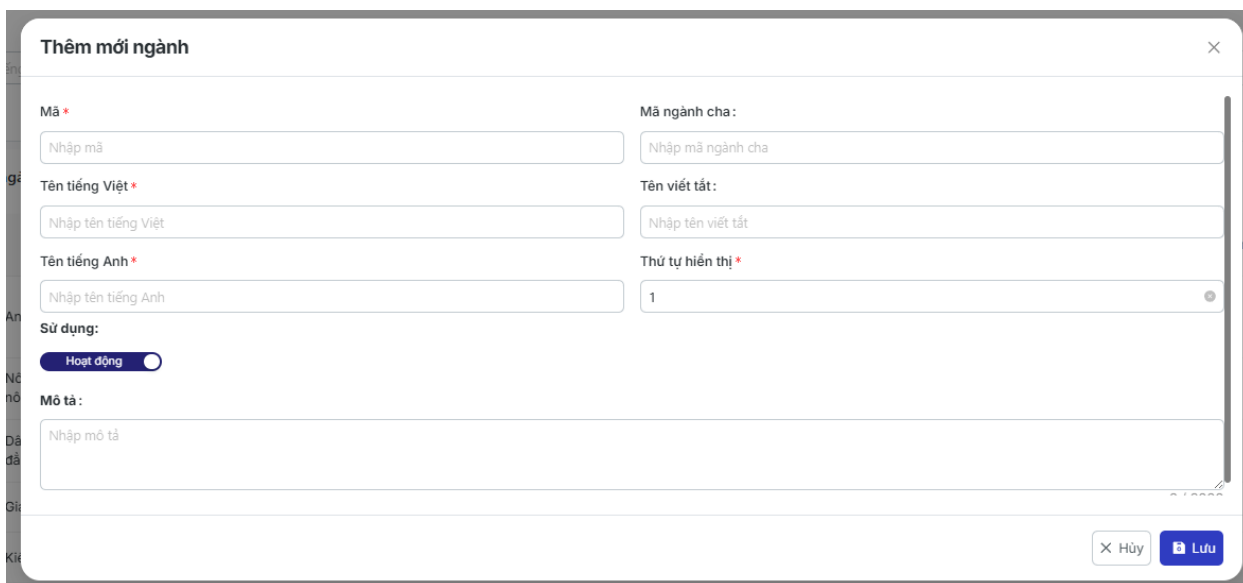 Thêm mới ngành
Mã *
Mã ngành cha :
Nhập mã
Nhập mã ngành cha
Tên tiếng Việt *
Tên viết tắt :
Nhập tên tiếng Việt
Nhập tên viết tắt
Tên tiếng Anh *
Thứ tự hiển thị *
Nhập tên tiếng Anh
1
Sử dụng:
Hoạt động
Mô tả :
Nhập mô tả
Hủy
Lưu